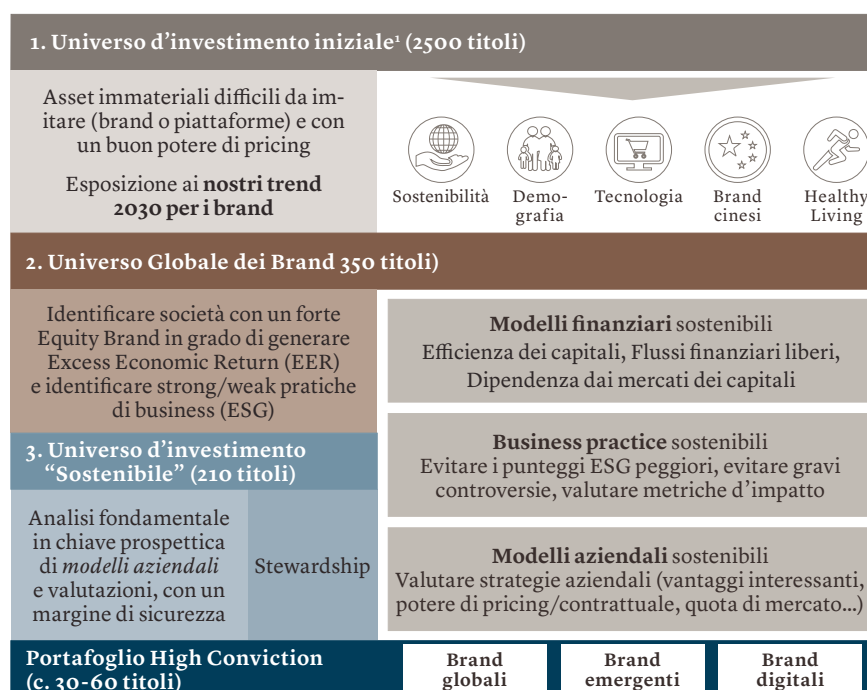 1. Universo d'investimento iniziale¹ (2500 titoli)
Asset immateriali difficili da im-
itare (brand o piattaforme) e con
un buon potere di pricing
Esposizione ai nostri trend
2030 per i brand
Sostenibilità
Demo-
grafia
Tecnologia
Brand
cinesi
Healthy
Living
2. Universo Globale dei Brand 350 titoli)
Identificare società con un forte
Equity Brand in grado di generare
Excess Economic Return (EER)
e identificare strong/weak pratiche
di business (ESG)
Modelli finanziari sostenibili
Efficienza dei capitali, Flussi finanziari liberi,
Dipendenza dai mercati dei capitali
Business practice sostenibili
Evitare i punteggi ESG peggiori, evitare gravi
controversie, valutare metriche d'impatto
3. Universo d'investimento
"Sostenibile" (210 titoli)
Analisi fondamentale
in chiave prospettica
di modelli aziendali
e valutazioni, con un
margine di sicurezza
Stewardship
Modelli aziendali sostenibili
Valutare strategie aziendali (vantaggi interessanti,
potere di pricing/contrattuale, quota di mercato...)
Portafoglio High Conviction
(c. 30-60 titoli)
Brand
globali
Brand
emergenti
Brand
digitali